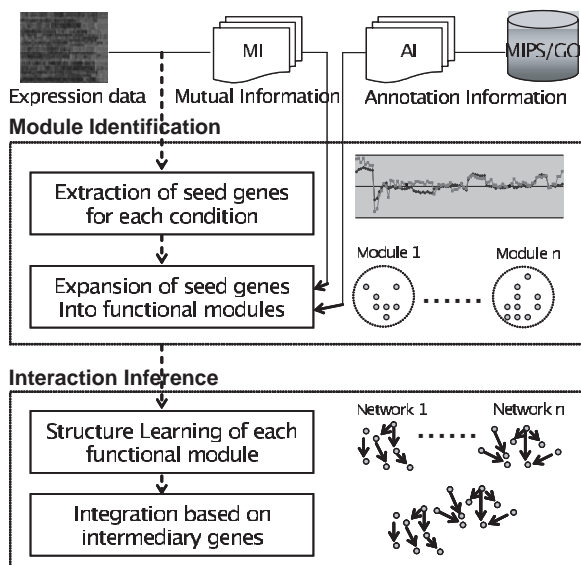 MI
AI
MIPS/GO
Expression data
Mutual Information
Annotation Information
Module Identification
Extraction of seed genes
for each condition
Module 1
Module n
Expansion of seed genes
Into functional modules
Interaction Inference
Network 1
Network n
Structure Learning of each
functional module
Integration based on
intermediary genes